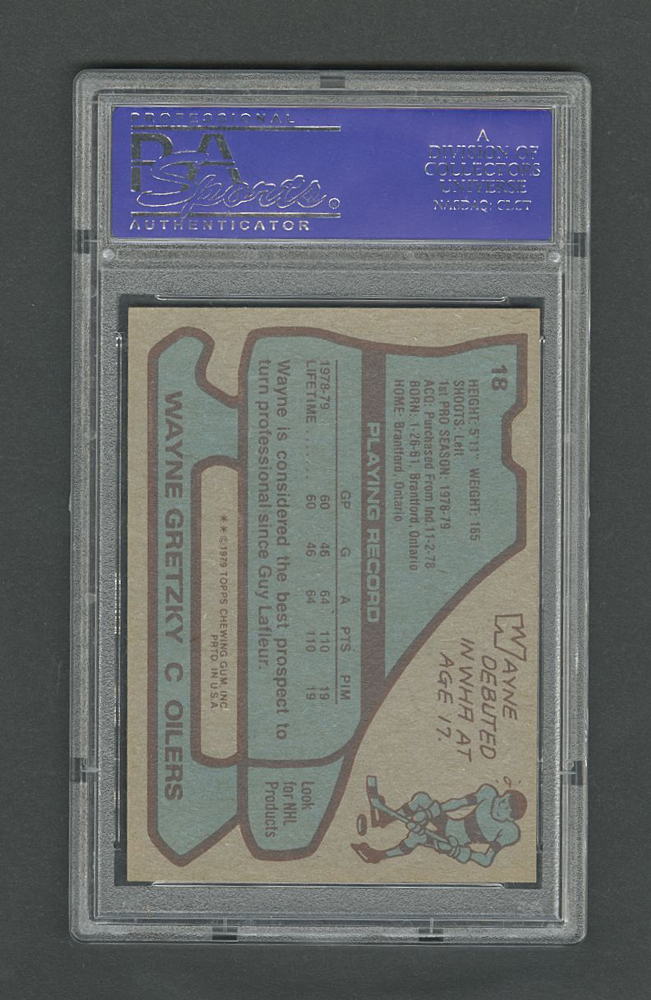 PROFESSIONAL
PSA
Sports
AUTHENTICATOR
A
DIVISION OF
COLLECTORS
UNIVERSE
NASDAQ: CLCT
18
HEIGHT: 5'11" WEIGHT: 165
SHOOTS: Left
1st PRO SEASON: 1978-79
ACQ: Purchased From Ind. 11-2-78
BORN: 1-26-61, Brantford, Ontario
HOME: Brantford, Ontario
WAYNE
DEBUTED
IN WHA AT
AGE 17.
PLAYING RECORD
GP G A PTS PIM
1978-79 60 46 64 110 19
LIFETIME ...... 60 46 64 110 19
Wayne is considered the best prospect to
turn professional since Guy Lafleur.
Look
for NHL
Products
**©1979 TOPPS CHEWING GUM, INC.
PRTD. IN U.S.A.
WAYNE GRETZKY C OILERS